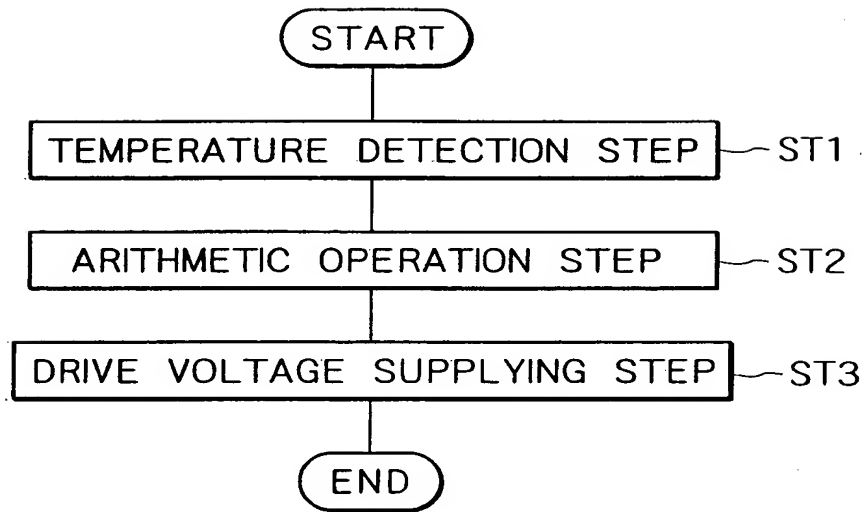 START
TEMPERATURE DETECTION STEP ST1
ARITHMETIC OPERATION STEP ST2
DRIVE VOLTAGE SUPPLYING STEP ST3
END